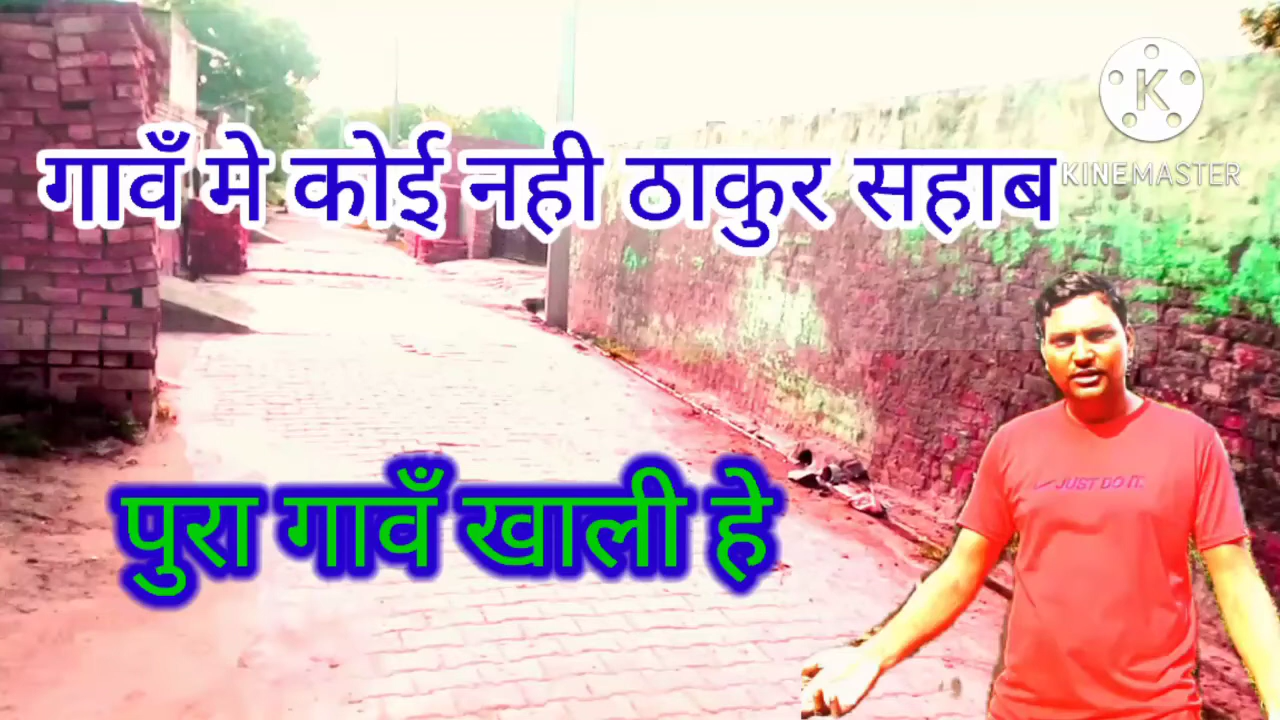 K
KINEMASTER
गावँ मे कोई नही ठाकुर सहाब
JUST DO IT.
पुरा गावँ खाली हे